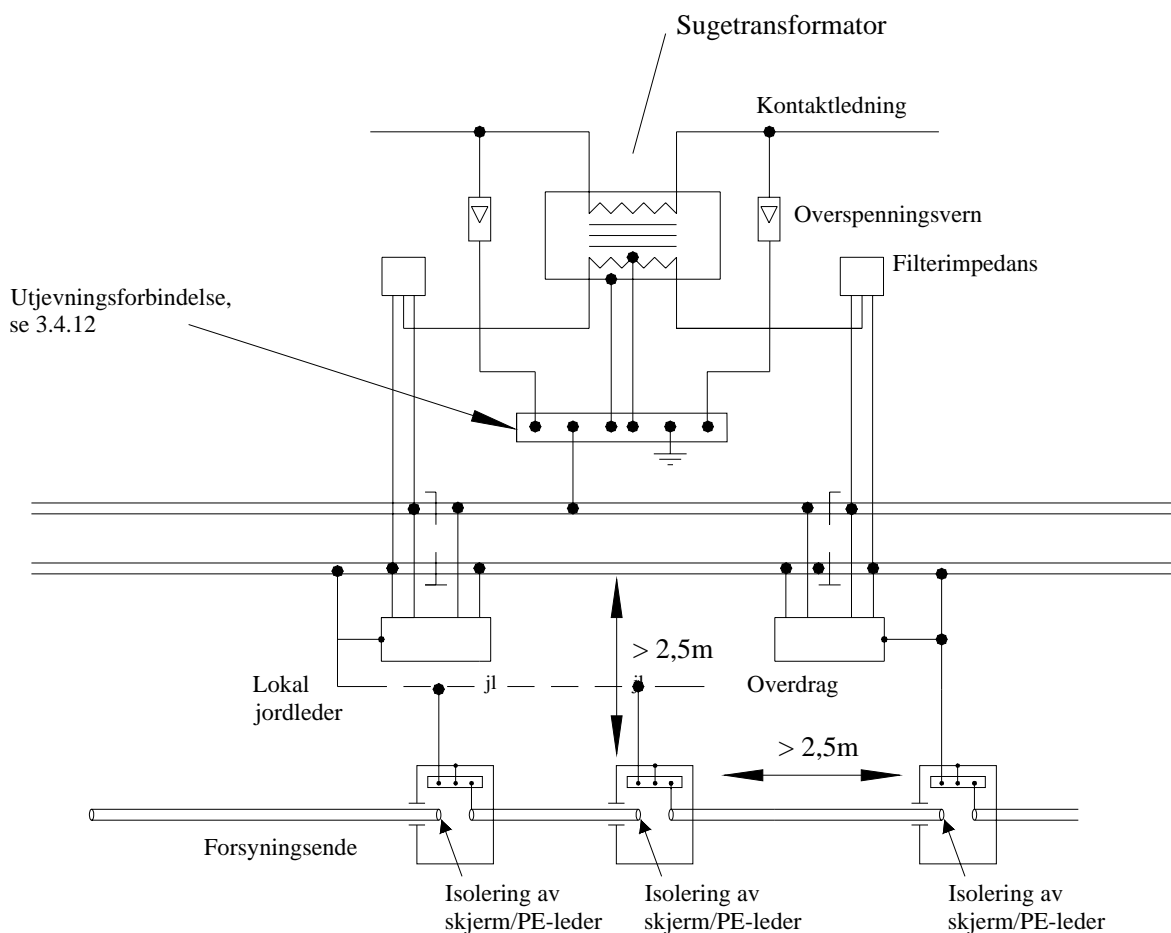 Sugetransformator
Kontaktledning
Overspenningsvern
Filterimpedans
Utjevningsforbindelse,
se 3.4.12
> 2,5m
Lokal
jordleder
jl
jl
Overdrag
> 2,5m
Forsyningsende
Isolering av
skjerm/PE-leder
Isolering av
skjerm/PE-leder
Isolering av
skjerm/PE-leder